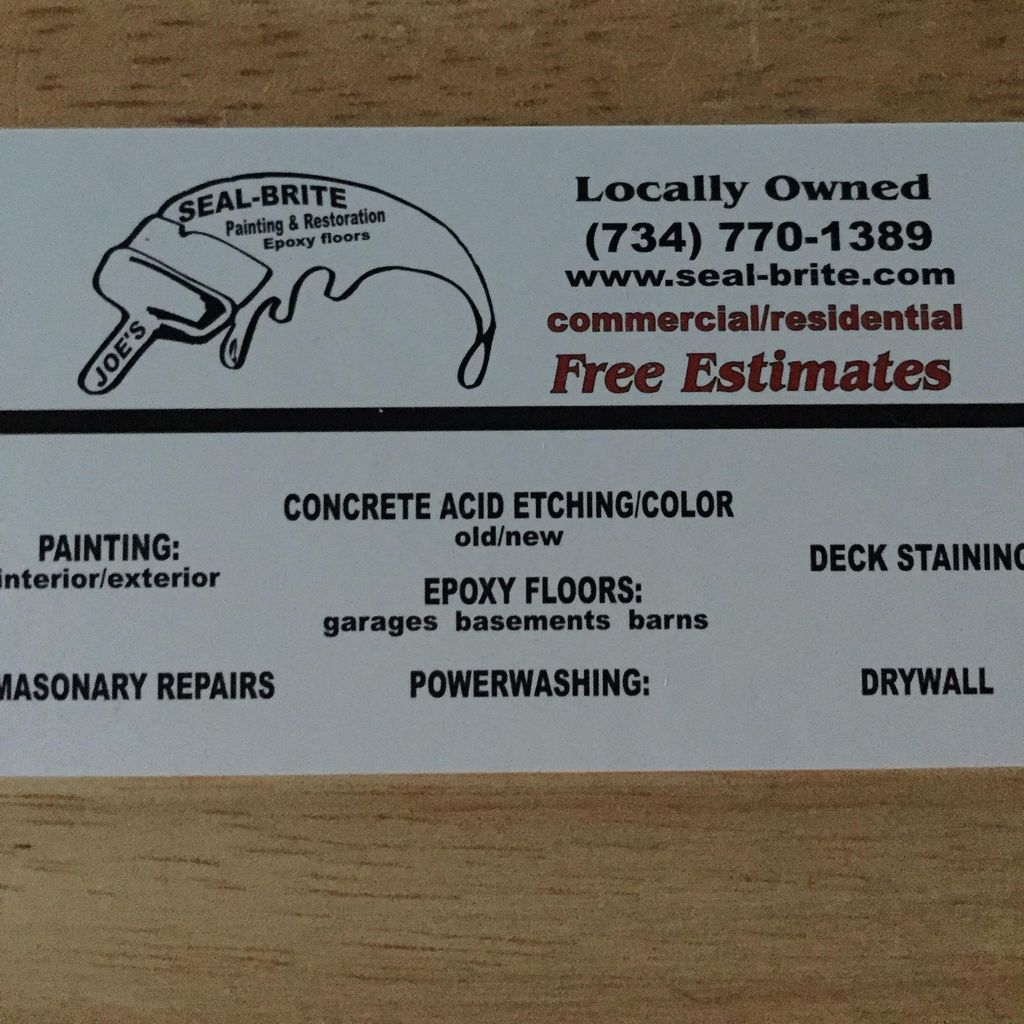 SEAL-BRITE
Painting & Restoration
Epoxy floors
JOE'S
Locally Owned
(734) 770-1389
www.seal-brite.com
commercial/residential
Free Estimates
CONCRETE ACID ETCHING/COLOR
old/new
PAINTING:
interior/exterior
EPOXY FLOORS:
garages basements barns
DECK STAINING
MASONARY REPAIRS
POWERWASHING:
DRYWALL